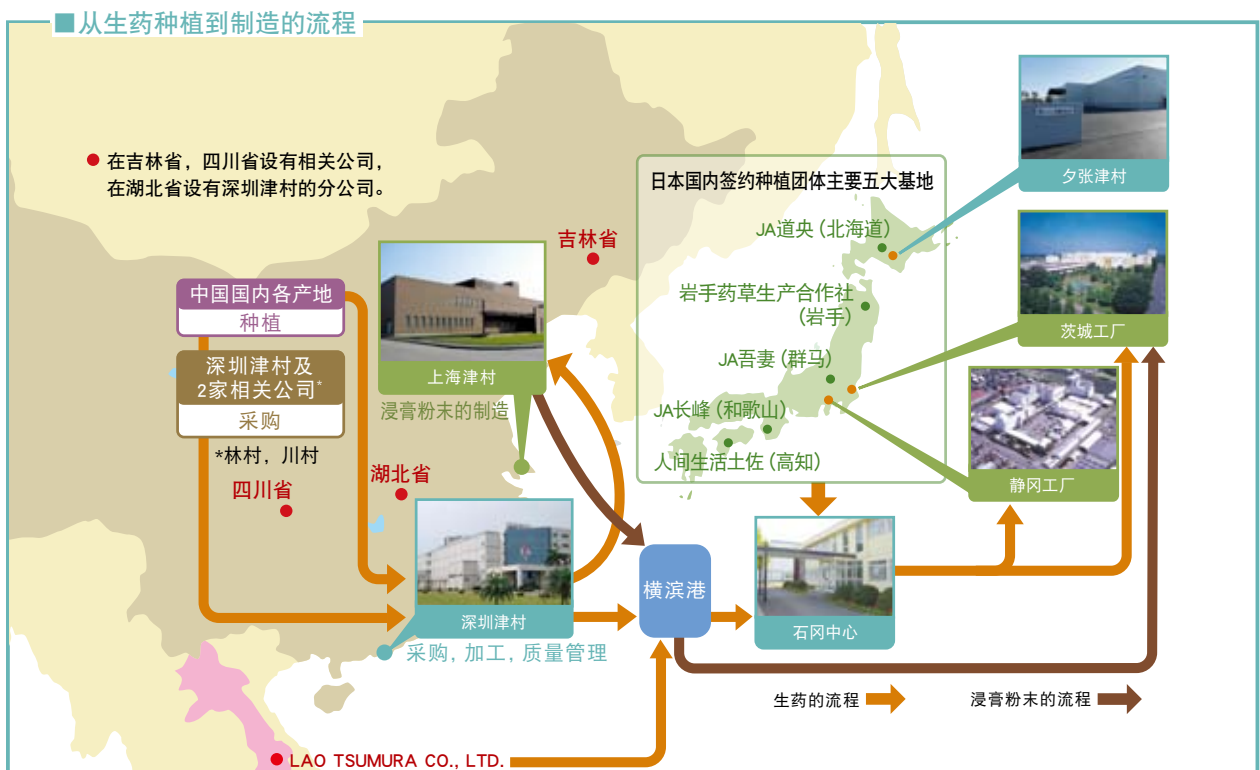 ■从生药种植到制造的流程
● 在吉林省，四川省设有相关公司，
在湖北省设有深圳津村的分公司。
吉林省
中国国内各产地
种植
深圳津村及
2家相关公司*
采购
*林村，川村
四川省
湖北省
上海津村
浸膏粉末的制造
深圳津村
采购，加工，质量管理
LAO TSUMURA CO., LTD.
横滨港
日本国内签约种植团体主要五大基地
JA道央（北海道）
岩手药草生产合作社
（岩手）
JA吾妻（群马）
JA长峰（和歌山）
人间生活土佐（高知）
夕张津村
茨城工厂
静冈工厂
石冈中心
生药的流程
浸膏粉末的流程